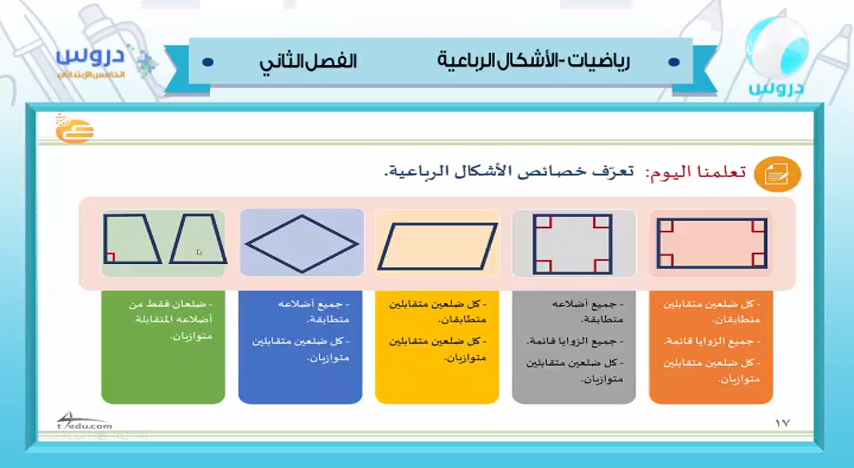 رياضيات -الأشكال الرباعية
الفصل الثاني
دروس
دروس
الخامس الإبتدائي
تعلمنا اليوم: تعرّف خصائص الأشكال الرباعية.
- كل ضلعين متقابلين
متطابقان.
- جميع الزوايا قائمة.
- كل ضلعين متقابلين
متوازيان.
- جميع أضلاعه
متطابقة.
- جميع الزوايا قائمة.
- كل ضلعين متقابلين
متوازيان.
- كل ضلعين متقابلين
متطابقان.
- كل ضلعين متقابلين
متوازيان.
- جميع أضلاعه
متطابقة.
- كل ضلعين متقابلين
متوازيان.
- ضلعان فقط من
أضلاعه المتقابلة
متوازيان.
١٧
t4edu.com